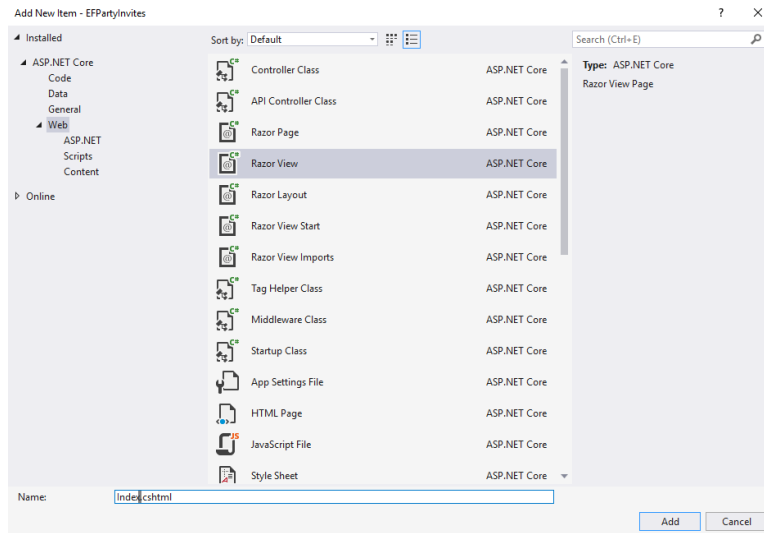 Add New Item - EFPartyInvites
Installed
ASP.NET Core
Code
Data
General
Web
ASP.NET
Scripts
Content
Online
Sort by: Default
Controller Class ASP.NET Core
API Controller Class ASP.NET Core
Razor Page ASP.NET Core
Razor View ASP.NET Core
Razor Layout ASP.NET Core
Razor View Start ASP.NET Core
Razor View Imports ASP.NET Core
Tag Helper Class ASP.NET Core
Middleware Class ASP.NET Core
Startup Class ASP.NET Core
App Settings File ASP.NET Core
HTML Page ASP.NET Core
JavaScript File ASP.NET Core
Style Sheet ASP.NET Core
Search (Ctrl+E)
Type: ASP.NET Core
Razor View Page
Name: Index.cshtml
Add Cancel